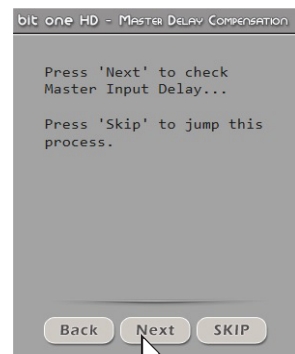 bit one HD - Master Delay Compensation
Press 'Next' to check
Master Input Delay...
Press 'Skip' to jump this
process.
Back Next SKIP